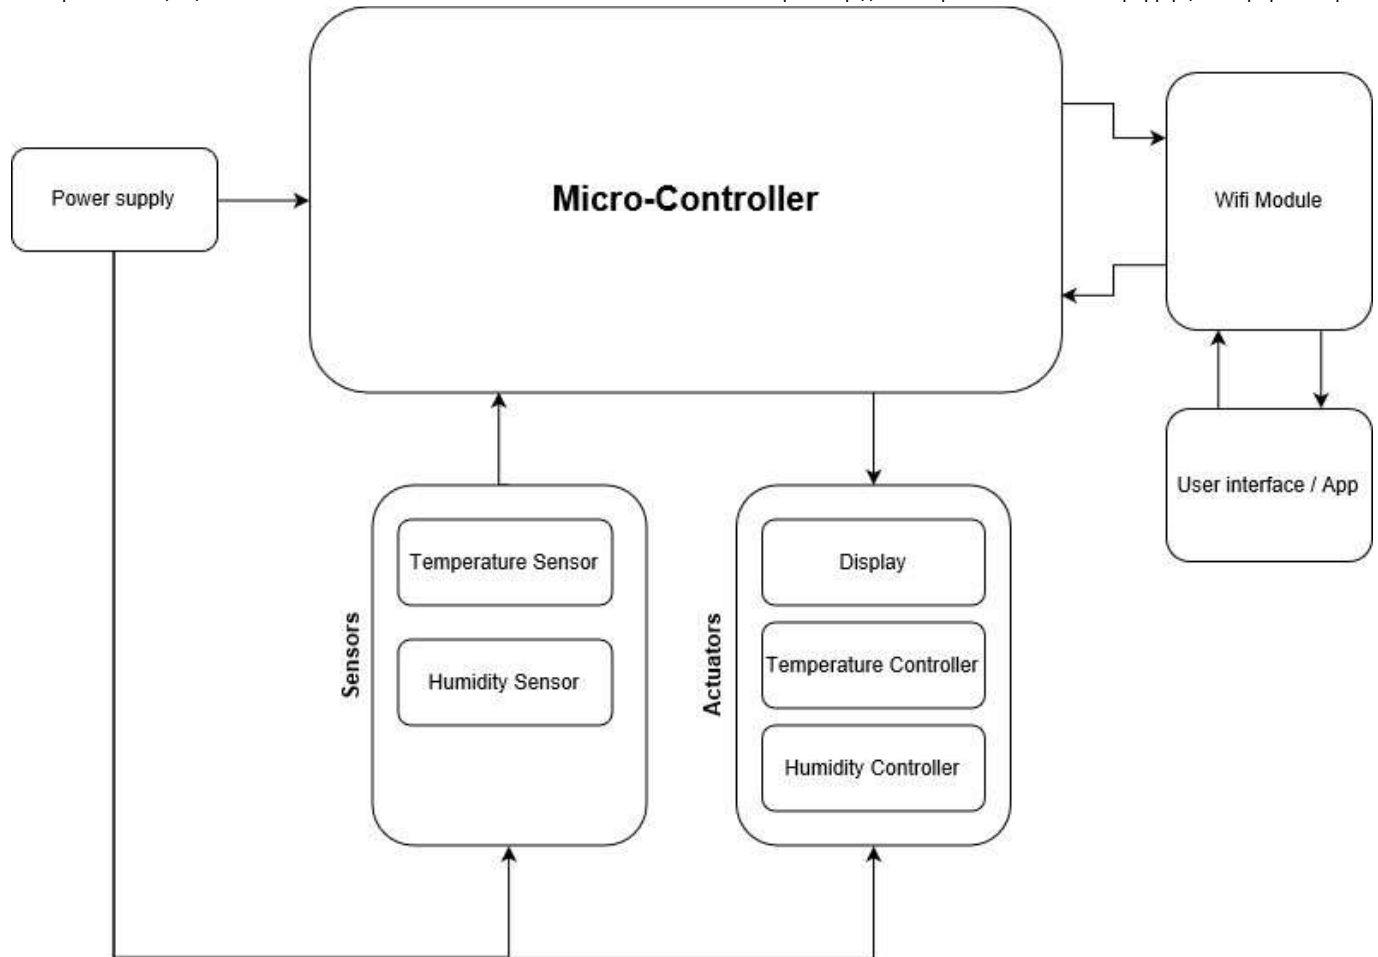 Micro-Controller
Power supply
Wifi Module
User interface / App
Sensors
Temperature Sensor
Humidity Sensor
Actuators
Display
Temperature Controller
Humidity Controller